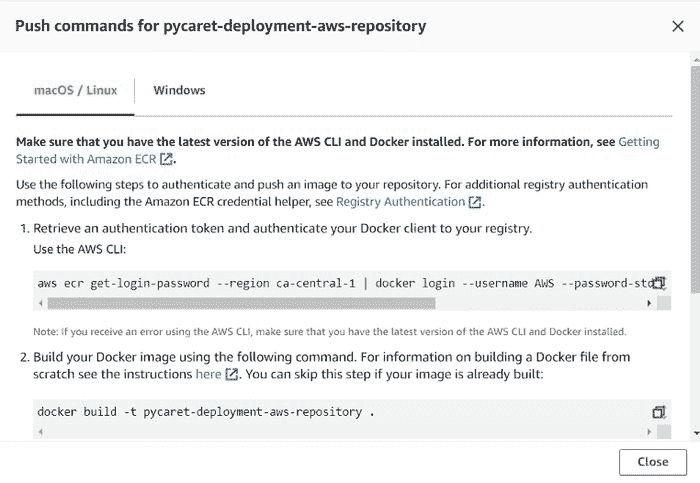 Push commands for pycaret-deployment-aws-repository
macOS / Linux
Windows
Make sure that you have the latest version of the AWS CLI and Docker installed. For more information, see Getting
Started with Amazon ECR.
Use the following steps to authenticate and push an image to your repository. For additional registry authentication
methods, including the Amazon ECR credential helper, see Registry Authentication.
1. Retrieve an authentication token and authenticate your Docker client to your registry.
Use the AWS CLI:
aws ecr get-login-password --region ca-central-1 | docker login --username AWS --password-std
Note: If you receive an error using the AWS CLI, make sure that you have the latest version of the AWS CLI and Docker installed.
2. Build your Docker image using the following command. For information on building a Docker file from
scratch see the instructions here. You can skip this step if your image is already built:
docker build -t pycaret-deployment-aws-repository .
Close